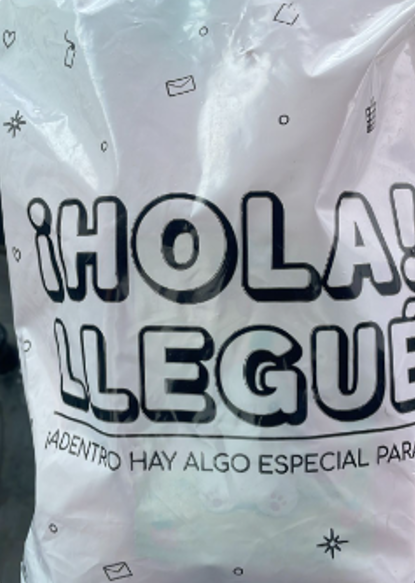 ¡HOLA!
LLEGUÉ
¡ADENTRO HAY ALGO ESPECIAL PARA